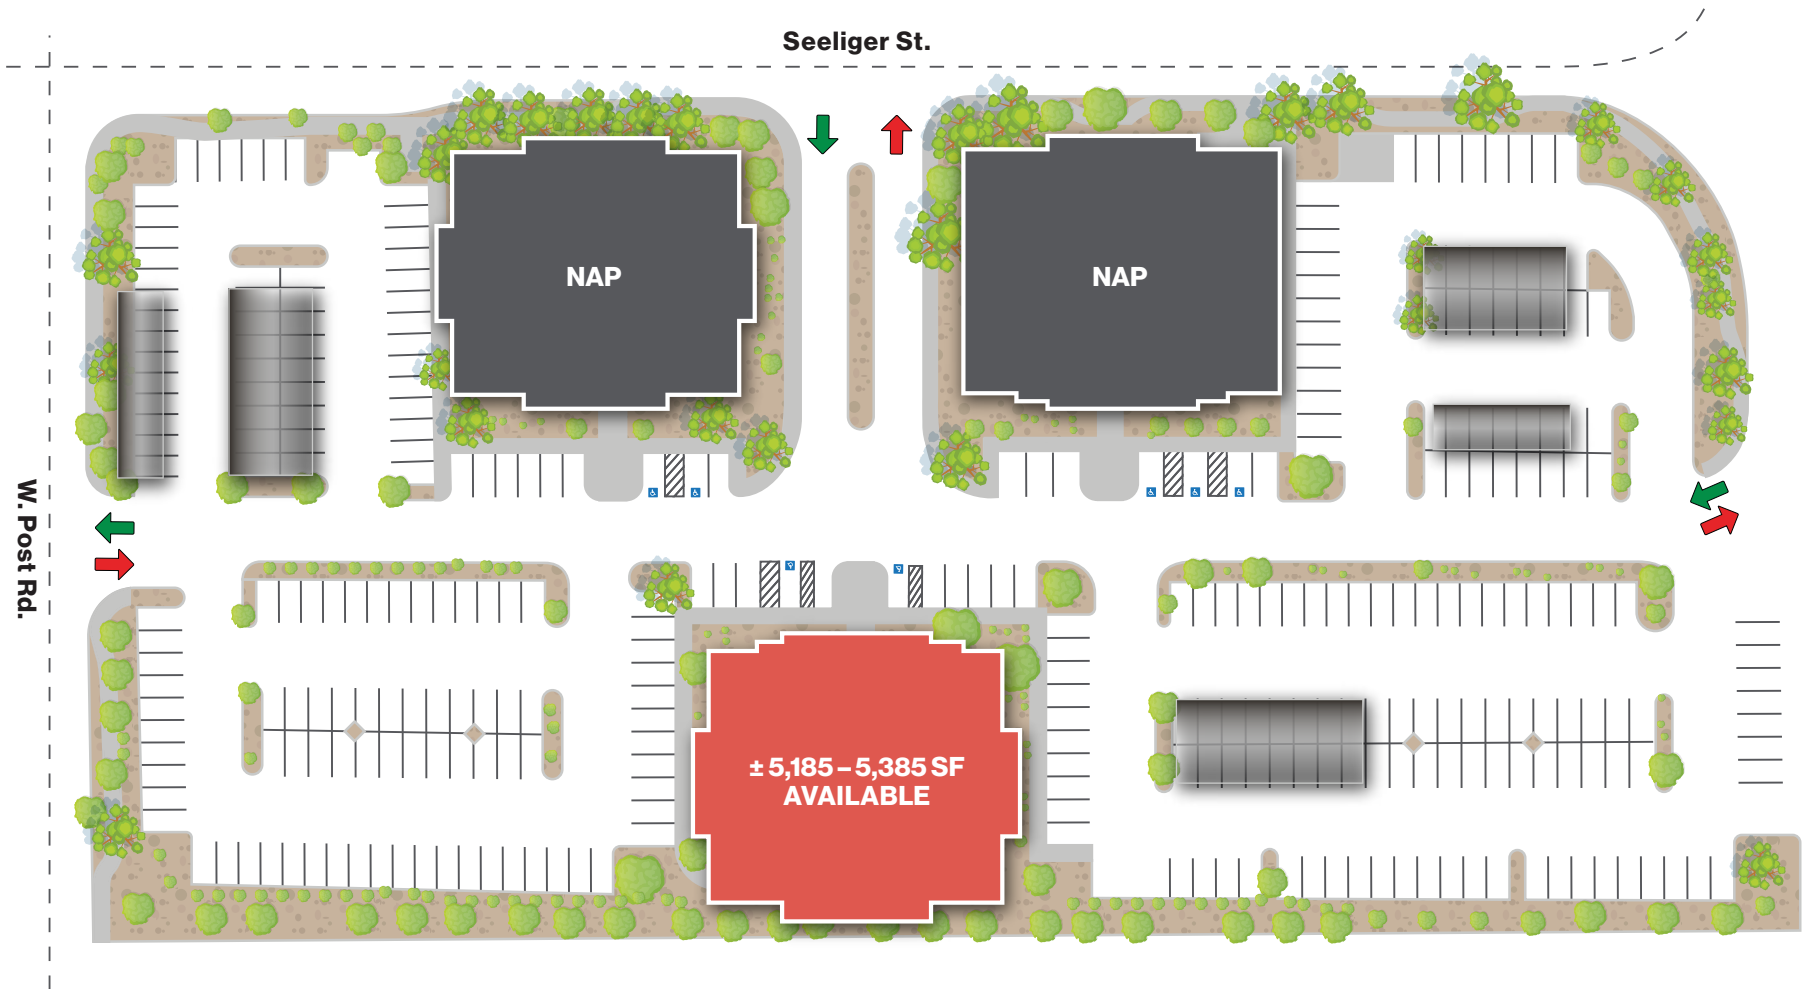 Seeliger St.
NAP
NAP
W. Post Rd.
± 5,185 – 5,385 SF
AVAILABLE